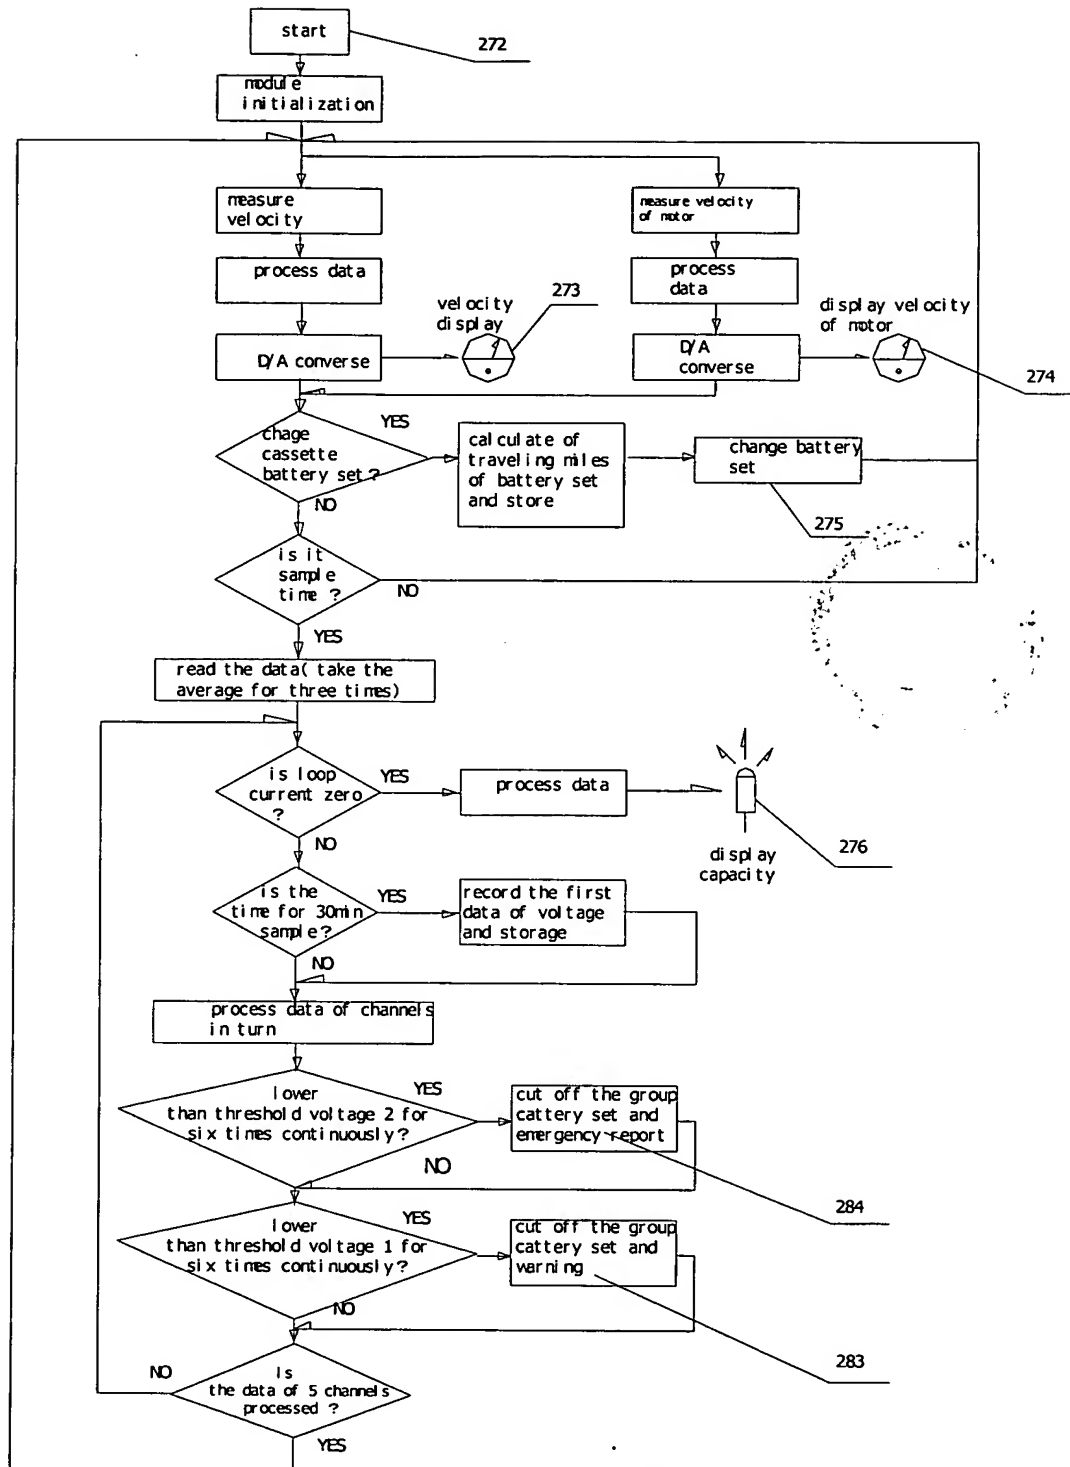 start
272
module
initialization
measure
velocity
measure velocity
of motor
process data
process
data
velocity
display
273
display velocity
of motor
D/A converse
D/A
converse
274
YES
chage
cassette
battery set?
calculate of
traveling miles
of battery set
and store
change battery
set
275
NO
is it
sample
time ?
NO
YES
read the data( take the
average for three times)
is loop
current zero
?
YES
process data
276
display
capacity
NO
is the
time for 30min
sample?
YES
record the first
data of voltage
and storage
NO
process data of channels
in turn
lover
than threshold voltage 2 for
six times continuously?
YES
cut off the group
cattery set and
emergency report
NO
284
lover
than threshold voltage 1 for
six times continuously?
YES
cut off the group
cattery set and
warning
NO
283
NO
Is
the data of 5 channels
processed ?
YES